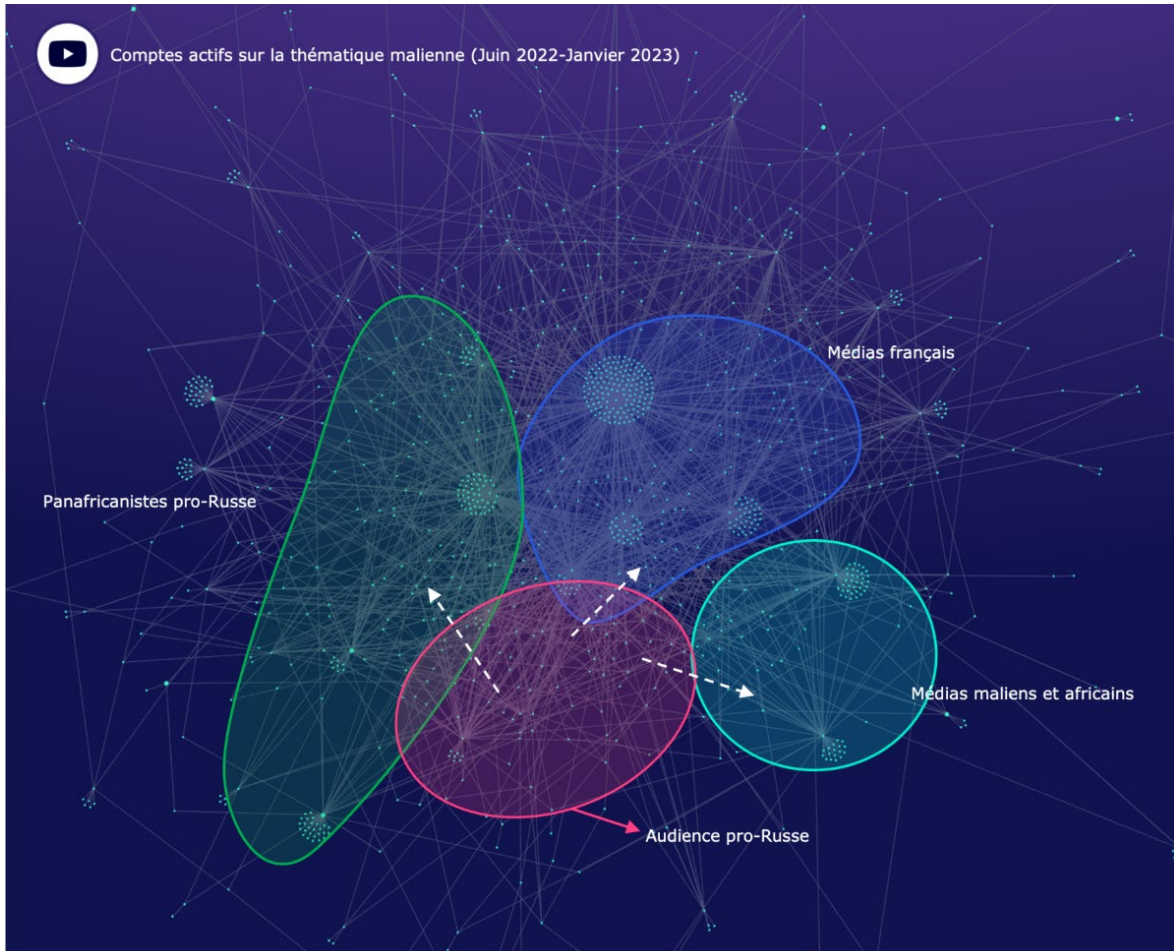 Comptes actifs sur la thématique malienne (Juin 2022-Janvier 2023)
Médias français
Panafricanistes pro-Russe
Médias maliens et africains
Audience pro-Russe